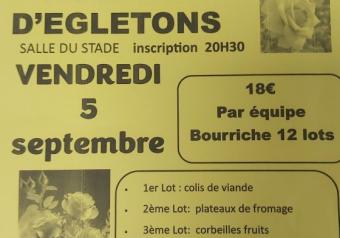 D'EGLETONS
SALLE DU STADE inscription 20H30
VENDREDI
5
septembre
18€
Par équipe
Bourriche 12 lots
• 1er Lot : colis de viande
• 2ème Lot: plateaux de fromage
• 3ème Lot: corbeilles fruits